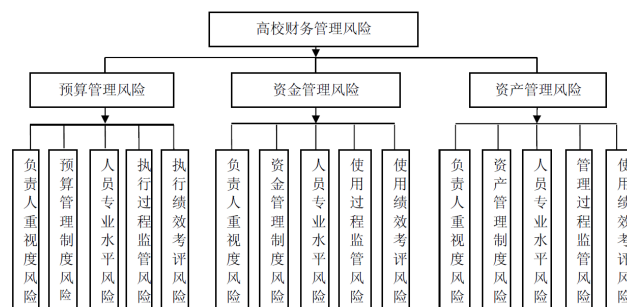 高校财务管理风险
预算管理风险
资金管理风险
资产管理风险
负责人重视度风险
预算管理制度风险
人员专业水平风险
执行过程监管风险
执行绩效考评风险
负责人重视度风险
资金管理制度风险
人员专业水平风险
使用过程监管风险
使用绩效考评风险
负责人重视度风险
资产管理制度风险
人员专业水平风险
管理过程监管风险
使用绩效考评风险